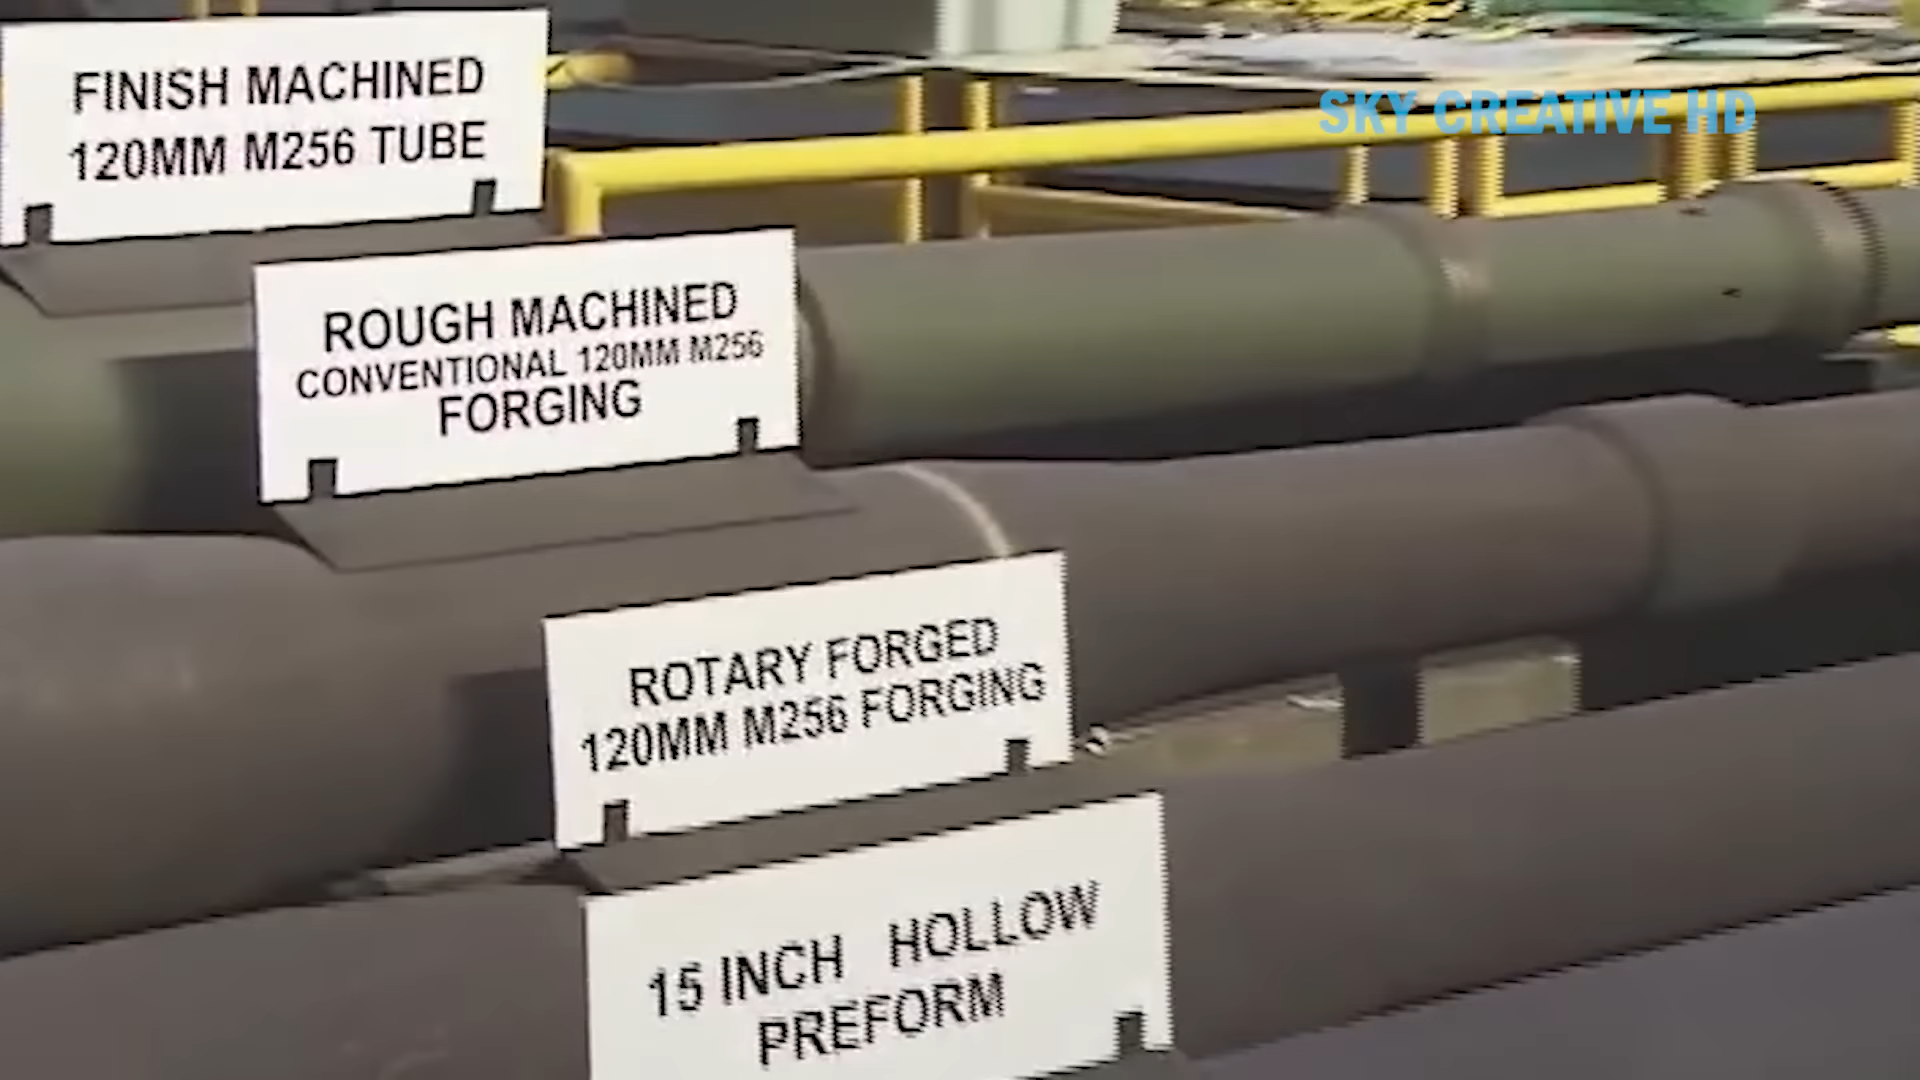 FINISH MACHINED
120MM M256 TUBE
SKY CREATIVE HD
ROUGH MACHINED
CONVENTIONAL 120MM M256
FORGING
ROTARY FORGED
120MM M256 FORGING
15 INCH HOLLOW
PREFORM